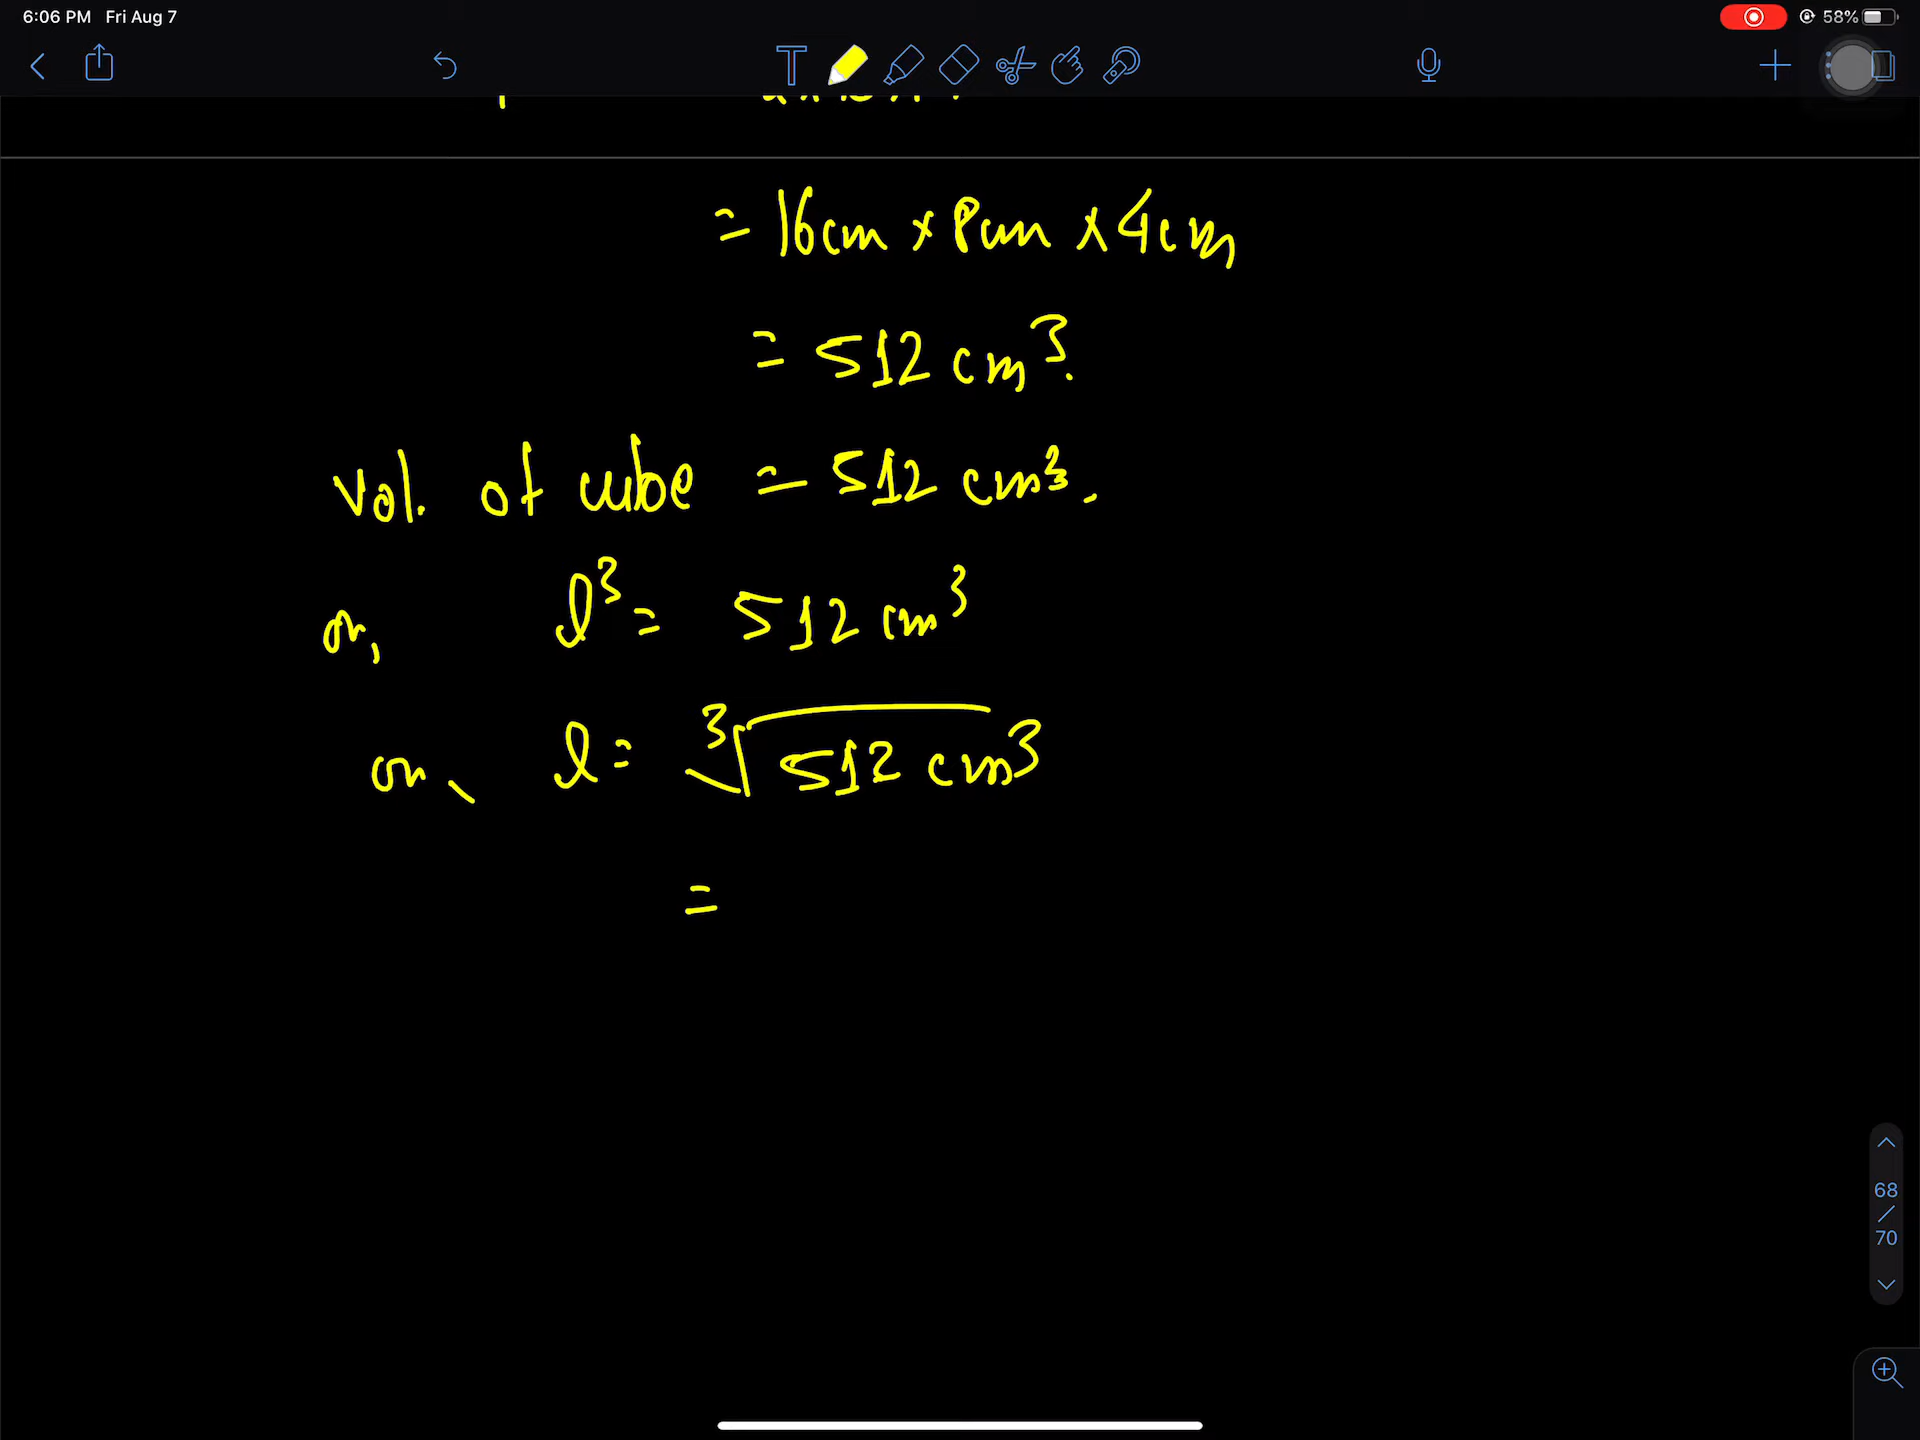 6:06 PM Fri Aug 7
58%
T
= 16cm × 8cm × 4cm
= 512 cm³.
Vol. of cube = 512 cm³.
or, l³ = 512 cm³
or, l = ³√512 cm³
=
68
/
70